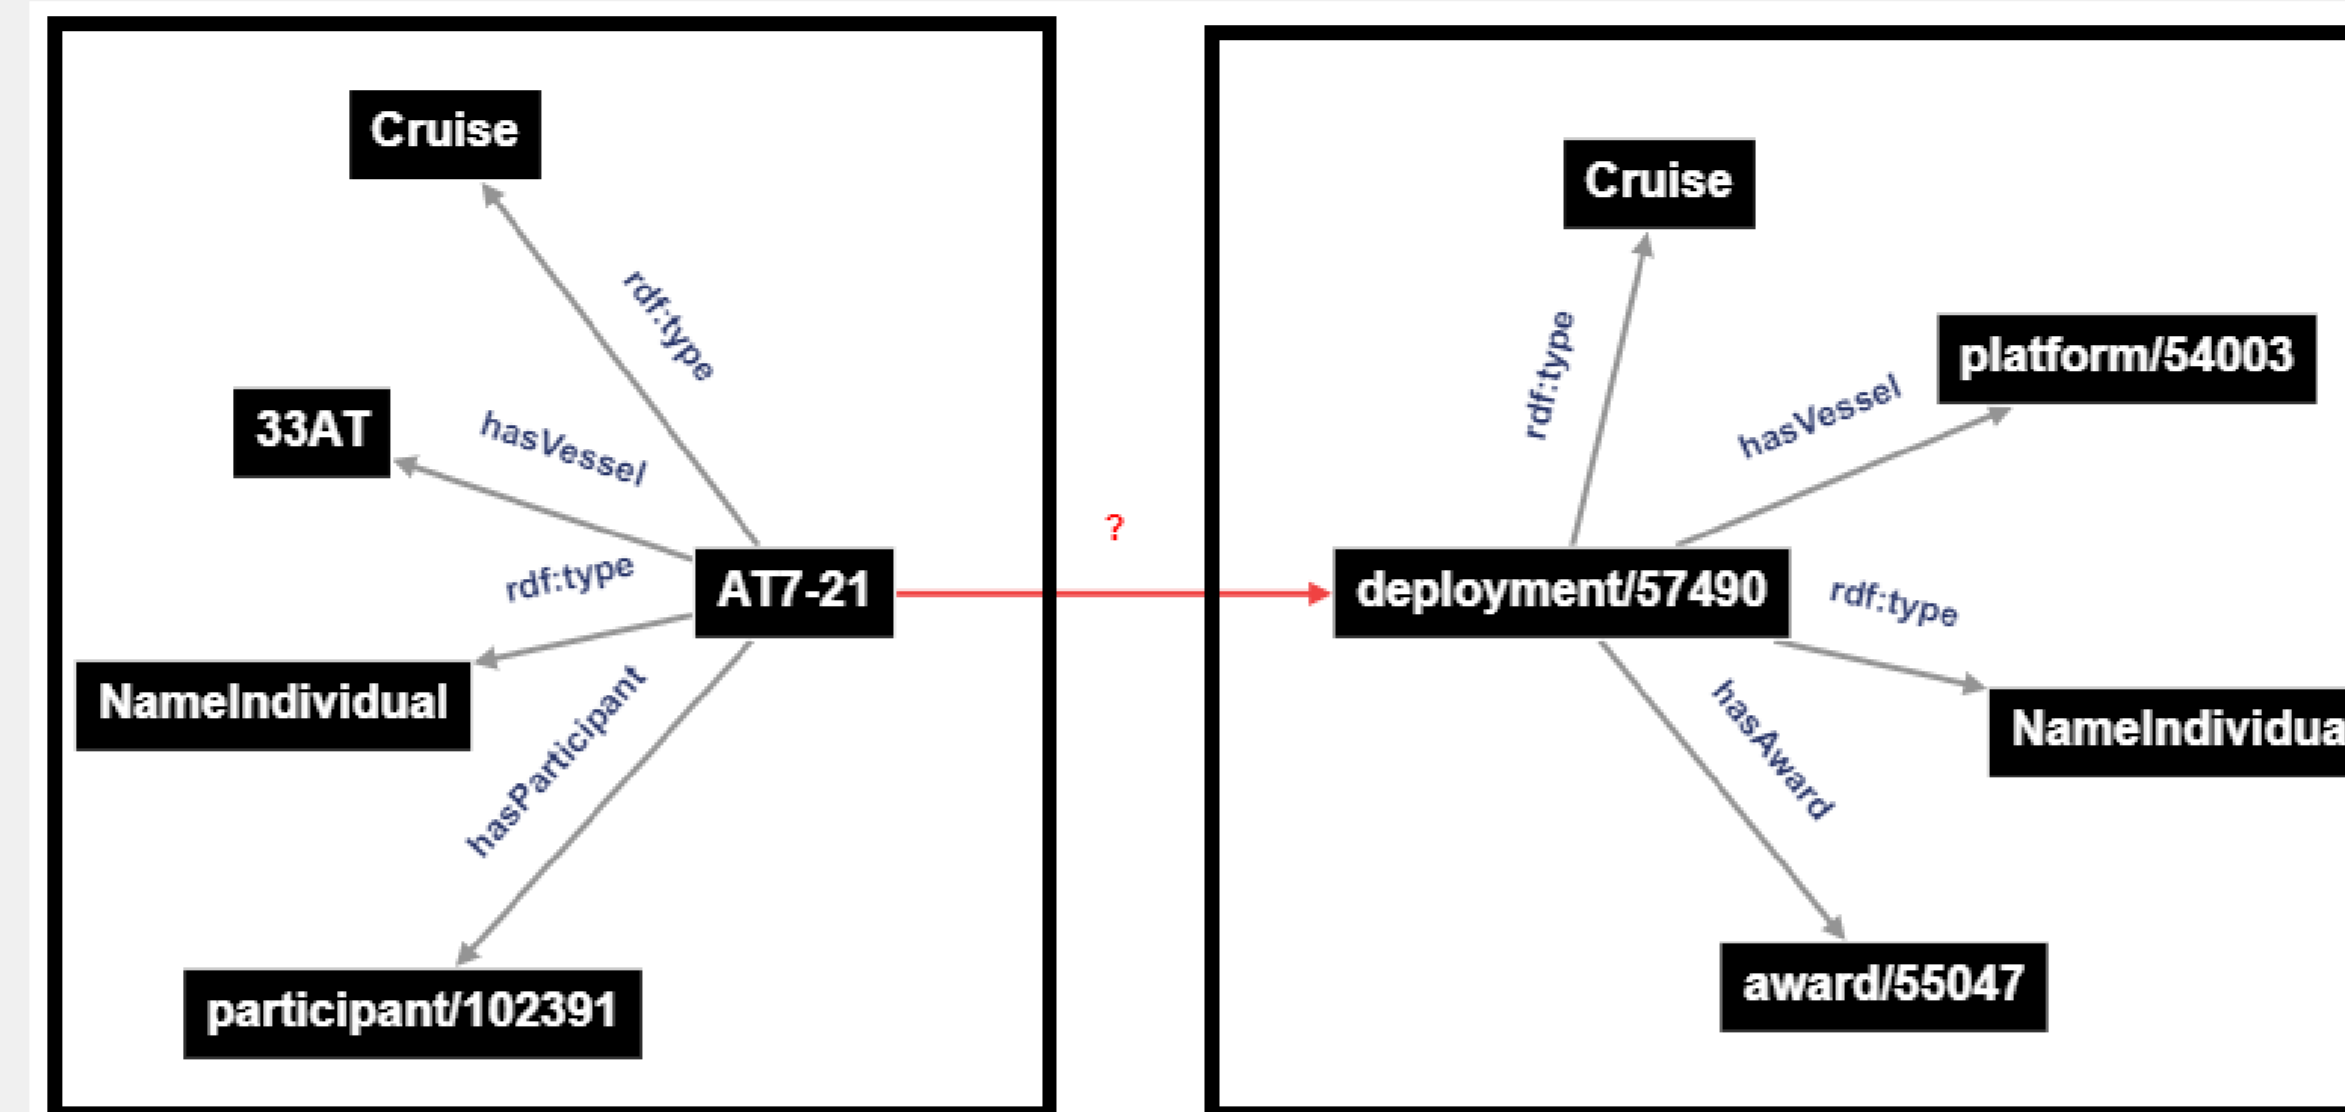 Cruise
rdf:type
33AT
hasVessel
rdf:type
AT7-21
NameIndividual
hasParticipant
participant/102391
?
Cruise
rdf:type
platform/54003
hasVessel
deployment/57490
rdf:type
NameIndividua
hasAward
award/55047